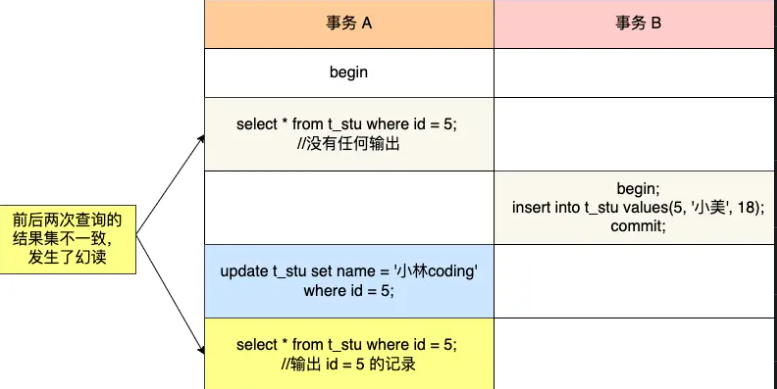 事务 A
事务 B
begin
select * from t_stu where id = 5;
//没有任何输出
begin;
insert into t_stu values(5, '小美', 18);
commit;
前后两次查询的
结果集不一致，
发生了幻读
update t_stu set name = '小林coding'
where id = 5;
select * from t_stu where id = 5;
//输出 id = 5 的记录